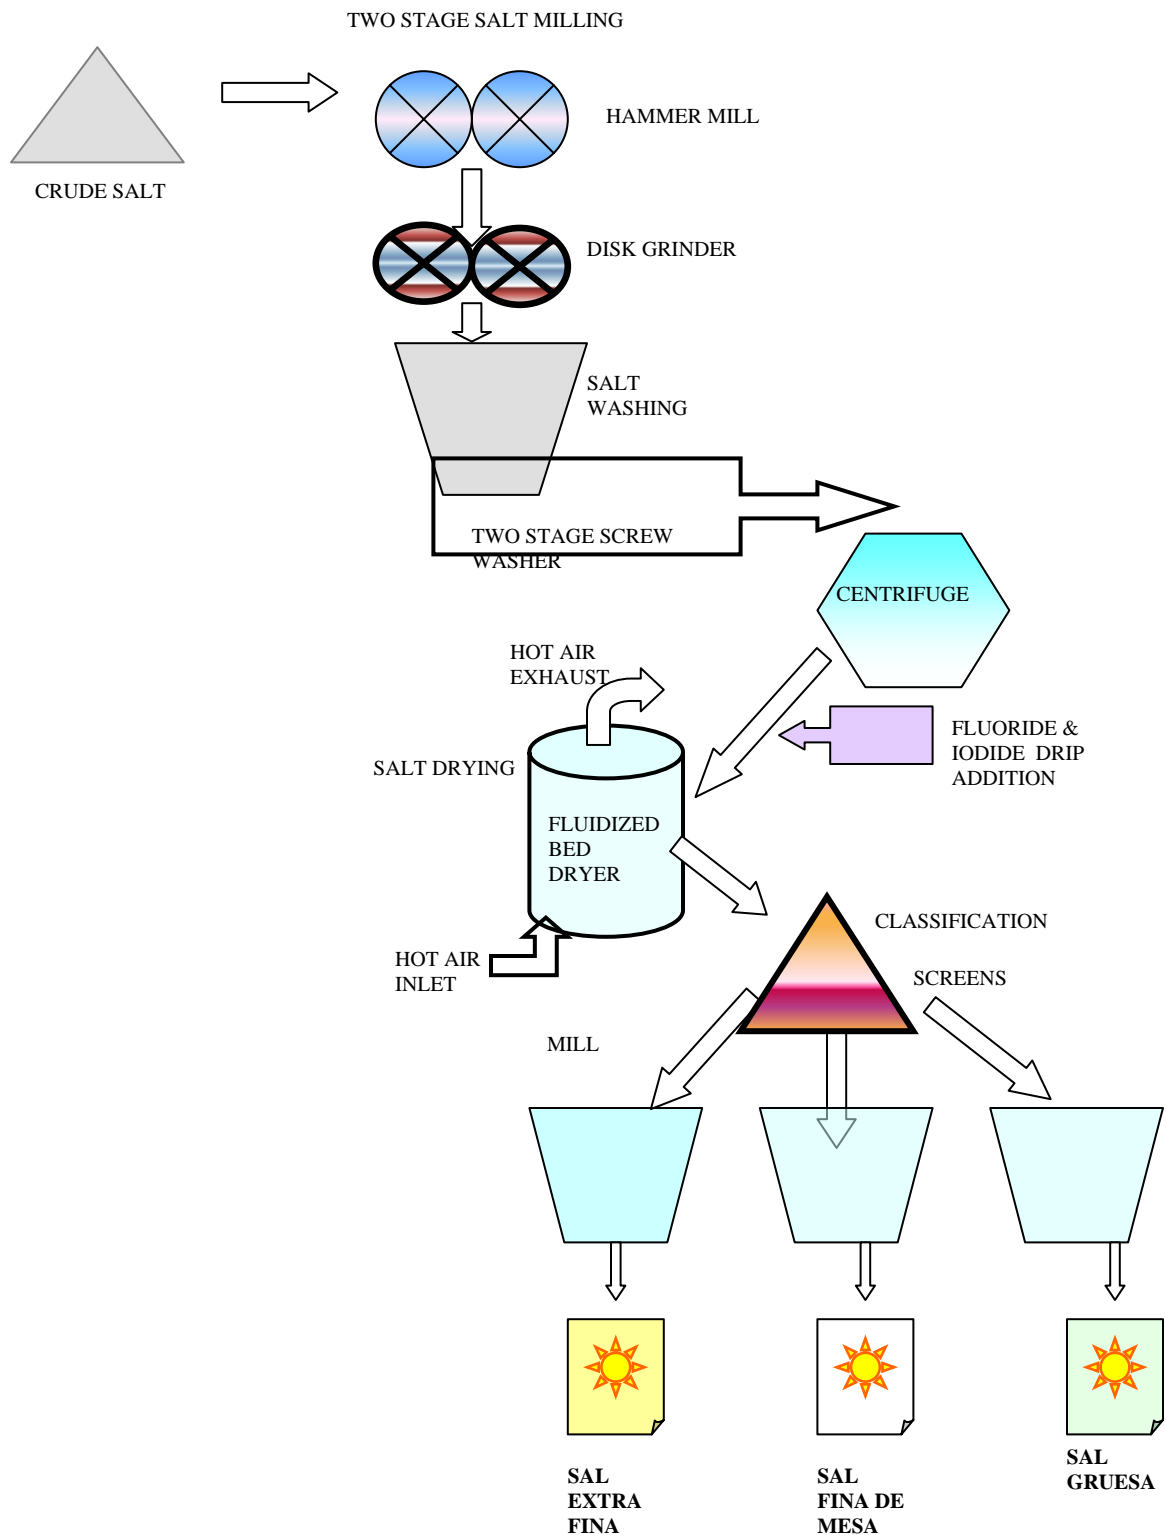 TWO STAGE SALT MILLING
HAMMER MILL
CRUDE SALT
DISK GRINDER
SALT
WASHING
TWO STAGE SCREW
WASHER
CENTRIFUGE
HOT AIR
EXHAUST
FLUORIDE &
IODIDE DRIP
ADDITION
SALT DRYING
FLUIDIZED
BED
DRYER
CLASSIFICATION
SCREENS
HOT AIR
INLET
MILL
SAL
EXTRA
FINA
SAL
FINA DE
MESA
SAL
GRUESA